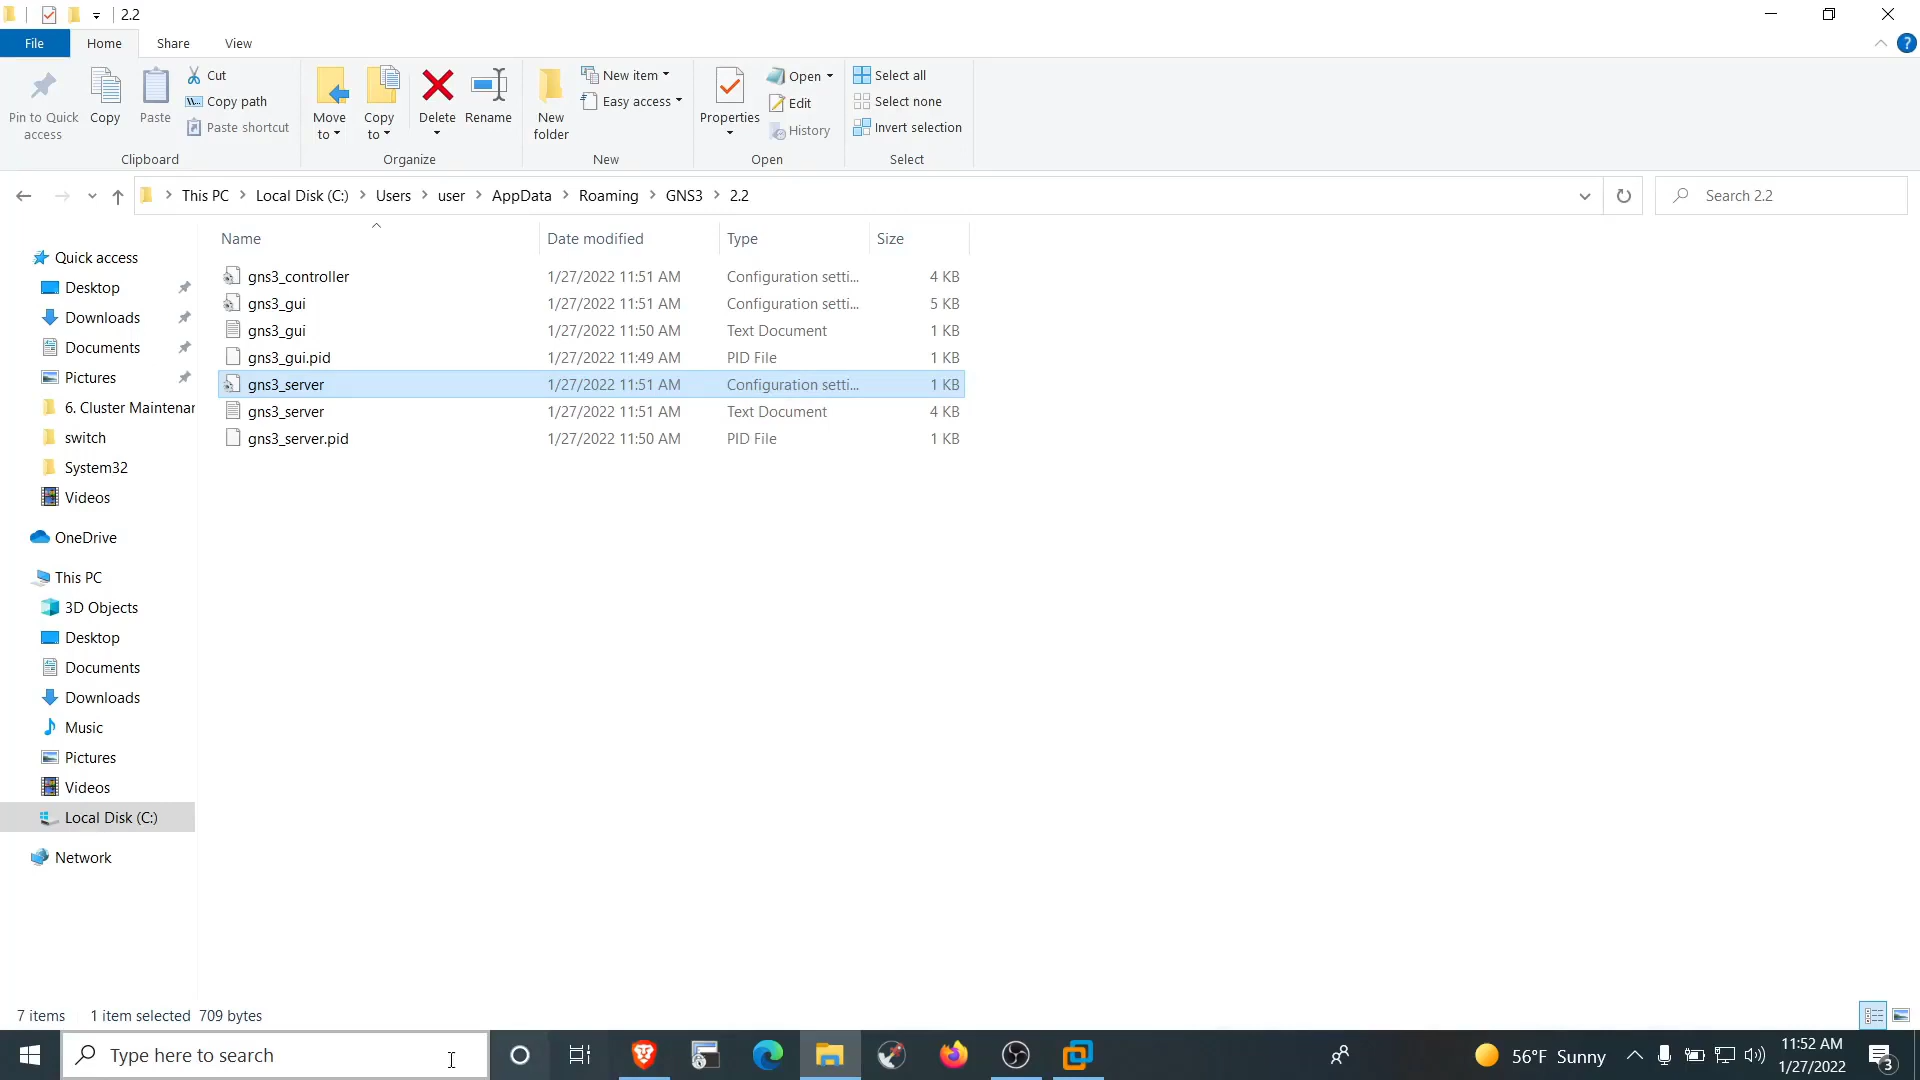 2.2
File Home Share View
Pin to Quick access
Copy
Paste
Cut
Copy path
Paste shortcut
Clipboard
Move to
Copy to
Delete
Rename
Organize
New folder
New item
Easy access
New
Properties
Open
Edit
History
Open
Select all
Select none
Invert selection
Select
This PC Local Disk (C:) Users user AppData Roaming GNS3 2.2
Search 2.2
Quick access
Desktop
Downloads
Documents
Pictures
6. Cluster Maintenar
switch
System32
Videos
OneDrive
This PC
3D Objects
Desktop
Documents
Downloads
Music
Pictures
Videos
Local Disk (C:)
Network
Name Date modified Type Size
gns3_controller 1/27/2022 11:51 AM Configuration setti... 4 KB
gns3_gui 1/27/2022 11:51 AM Configuration setti... 5 KB
gns3_gui 1/27/2022 11:50 AM Text Document 1 KB
gns3_gui.pid 1/27/2022 11:49 AM PID File 1 KB
gns3_server 1/27/2022 11:51 AM Configuration setti... 1 KB
gns3_server 1/27/2022 11:51 AM Text Document 4 KB
gns3_server.pid 1/27/2022 11:50 AM PID File 1 KB
7 items 1 item selected 709 bytes
Type here to search
56°F Sunny
11:52 AM
1/27/2022
3